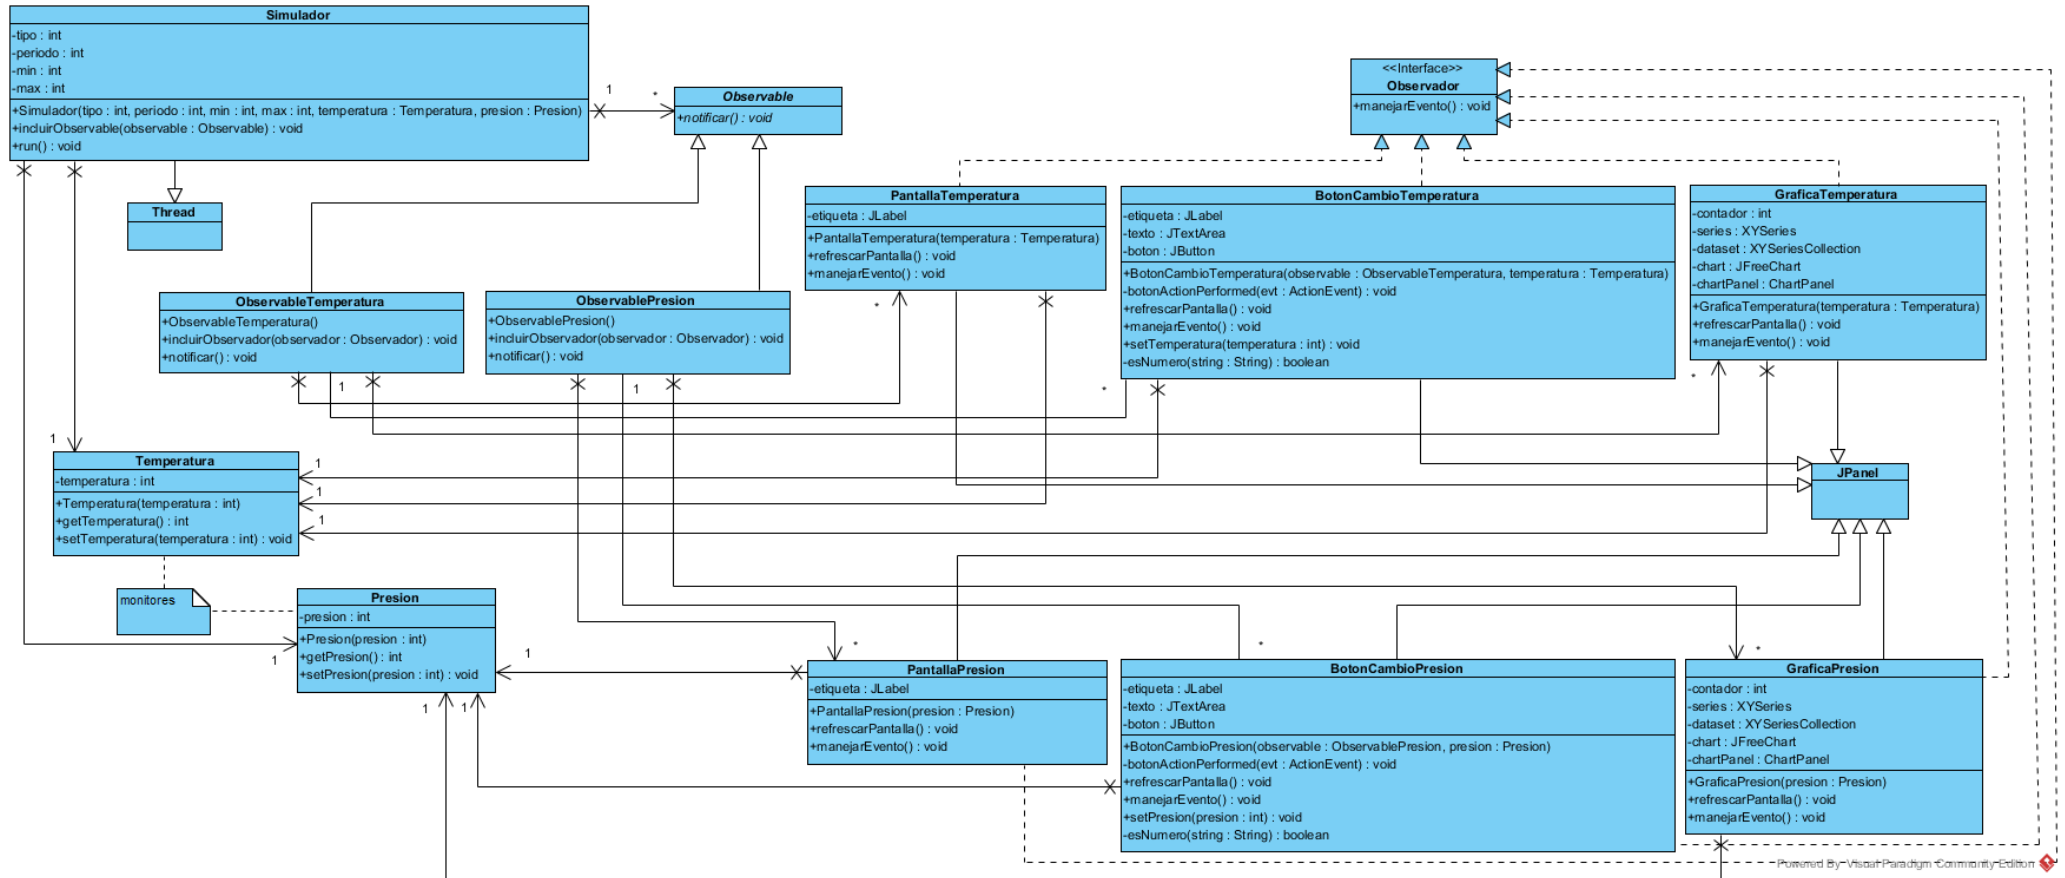 Simulador
-tipo : int
-periodo : int
-min : int
-max : int
+Simulador(tipo : int, periodo : int, min : int, max : int, temperatura : Temperatura, presion : Presion)
+incluirObservable(observable : Observable) : void
+run() : void
1
*
Observable
+notificar() : void
<<Interface>>
Observador
+manejarEvento() : void
Thread
PantallaTemperatura
-etiqueta : JLabel
+PantallaTemperatura(temperatura : Temperatura)
+refrescarPantalla() : void
+manejarEvento() : void
BotonCambioTemperatura
-etiqueta : JLabel
-texto : JTextArea
-boton : JButton
+BotonCambioTemperatura(observable : ObservableTemperatura, temperatura : Temperatura)
-botonActionPerformed(evt : ActionEvent) : void
+refrescarPantalla() : void
+manejarEvento() : void
+setTemperatura(temperatura : int) : void
-esNumero(string : String) : boolean
GraficaTemperatura
-contador : int
-series : XYSeries
-dataset : XYSeriesCollection
-chart : JFreeChart
-chartPanel : ChartPanel
+GraficaTemperatura(temperatura : Temperatura)
+refrescarPantalla() : void
+manejarEvento() : void
ObservableTemperatura
+ObservableTemperatura()
+incluirObservador(observador : Observador) : void
+notificar() : void
ObservablePresion
+ObservablePresion()
+incluirObservador(observador : Observador) : void
+notificar() : void
*
1
1
*
*
1
Temperatura
-temperatura : int
+Temperatura(temperatura : int)
+getTemperatura() : int
+setTemperatura(temperatura : int) : void
1
1
1
JPanel
monitores
Presion
-presion : int
+Presion(presion : int)
+getPresion() : int
+setPresion(presion : int) : void
1
1
1
1
*
*
*
PantallaPresion
-etiqueta : JLabel
+PantallaPresion(presion : Presion)
+refrescarPantalla() : void
+manejarEvento() : void
BotonCambioPresion
-etiqueta : JLabel
-texto : JTextArea
-boton : JButton
+BotonCambioPresion(observable : ObservablePresion, presion : Presion)
-botonActionPerformed(evt : ActionEvent) : void
+refrescarPantalla() : void
+manejarEvento() : void
+setPresion(presion : int) : void
-esNumero(string : String) : boolean
GraficaPresion
-contador : int
-series : XYSeries
-dataset : XYSeriesCollection
-chart : JFreeChart
-chartPanel : ChartPanel
+GraficaPresion(presion : Presion)
+refrescarPantalla() : void
+manejarEvento() : void
Powered By Visual Paradigm Community Edition